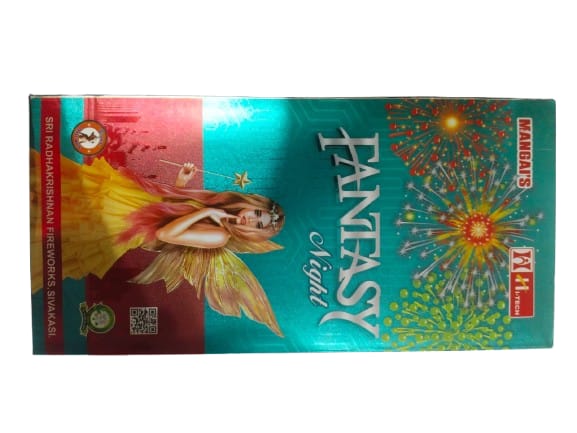 MANGAI'S
HI-TECH
FANTASY
Night
SRI RADHAKRISHNAN FIREWORKS, SIVAKASI.